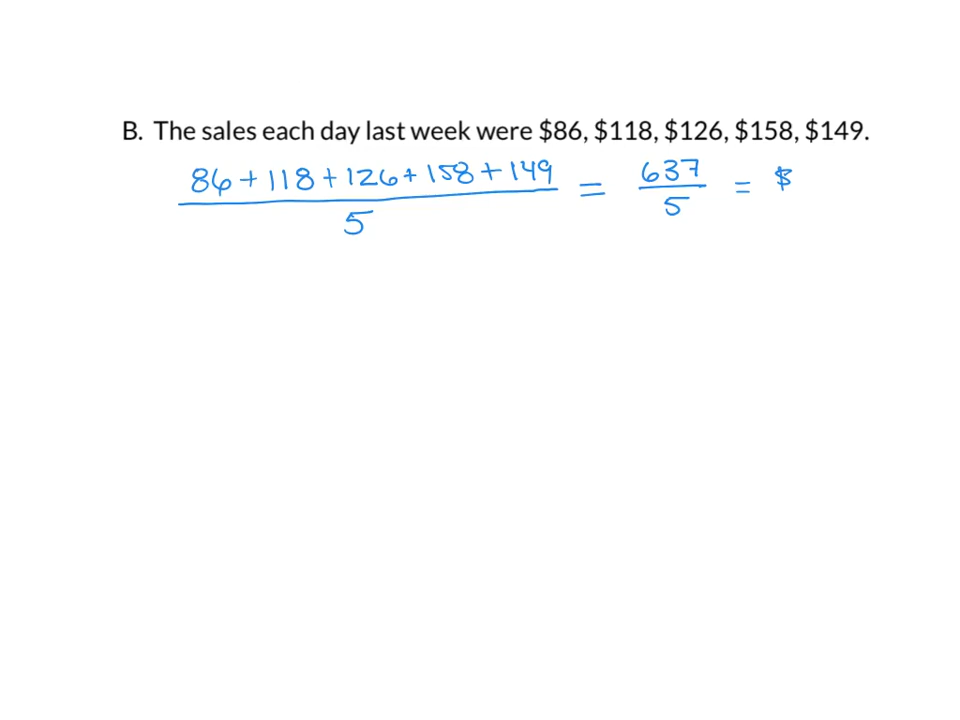 B. The sales each day last week were $86, $118, $126, $158, $149.
86 + 118 + 126 + 158 + 149 / 5 = 637 / 5 = $